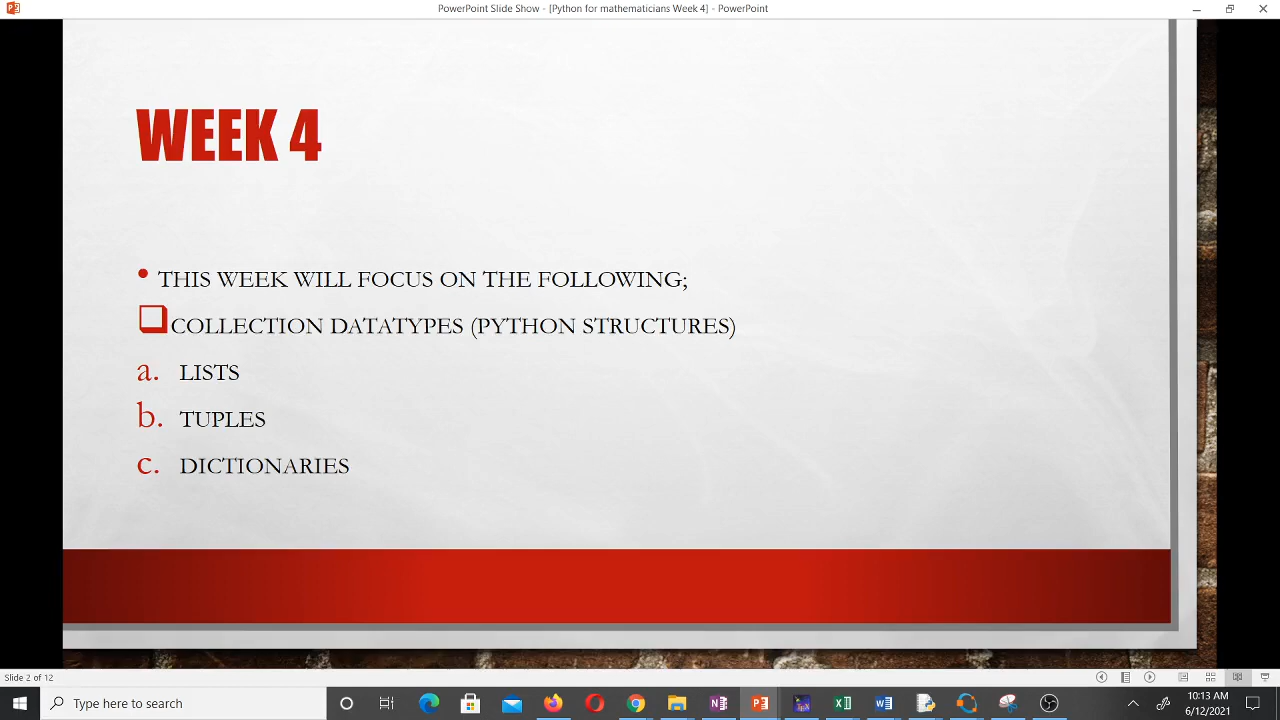 PowerPoint Slide Show - [Python for mathematicians Week 4] - PowerPoint
WEEK 4
• THIS WEEK WILL FOCUS ON THE FOLLOWING;
❑COLLECTION DATATYPES (PYTHON STRUCTURES)
a. LISTS
b. TUPLES
c. DICTIONARIES
Slide 2 of 12
Type here to search
10:13 AM
6/12/2021